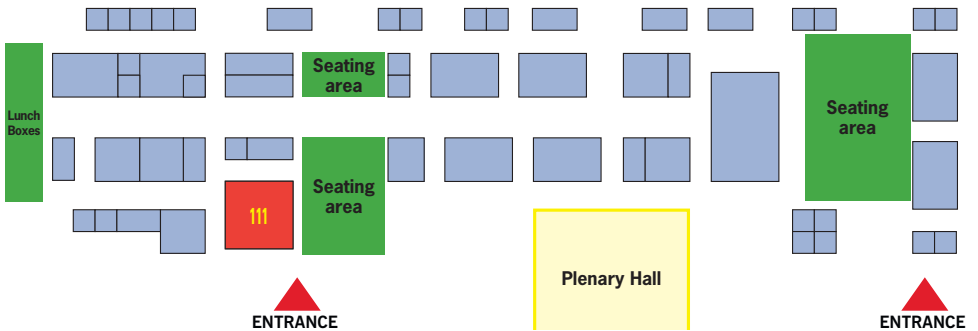 Seating
area
Lunch
Boxes
Seating
area
Seating
area
111
Plenary Hall
ENTRANCE
ENTRANCE